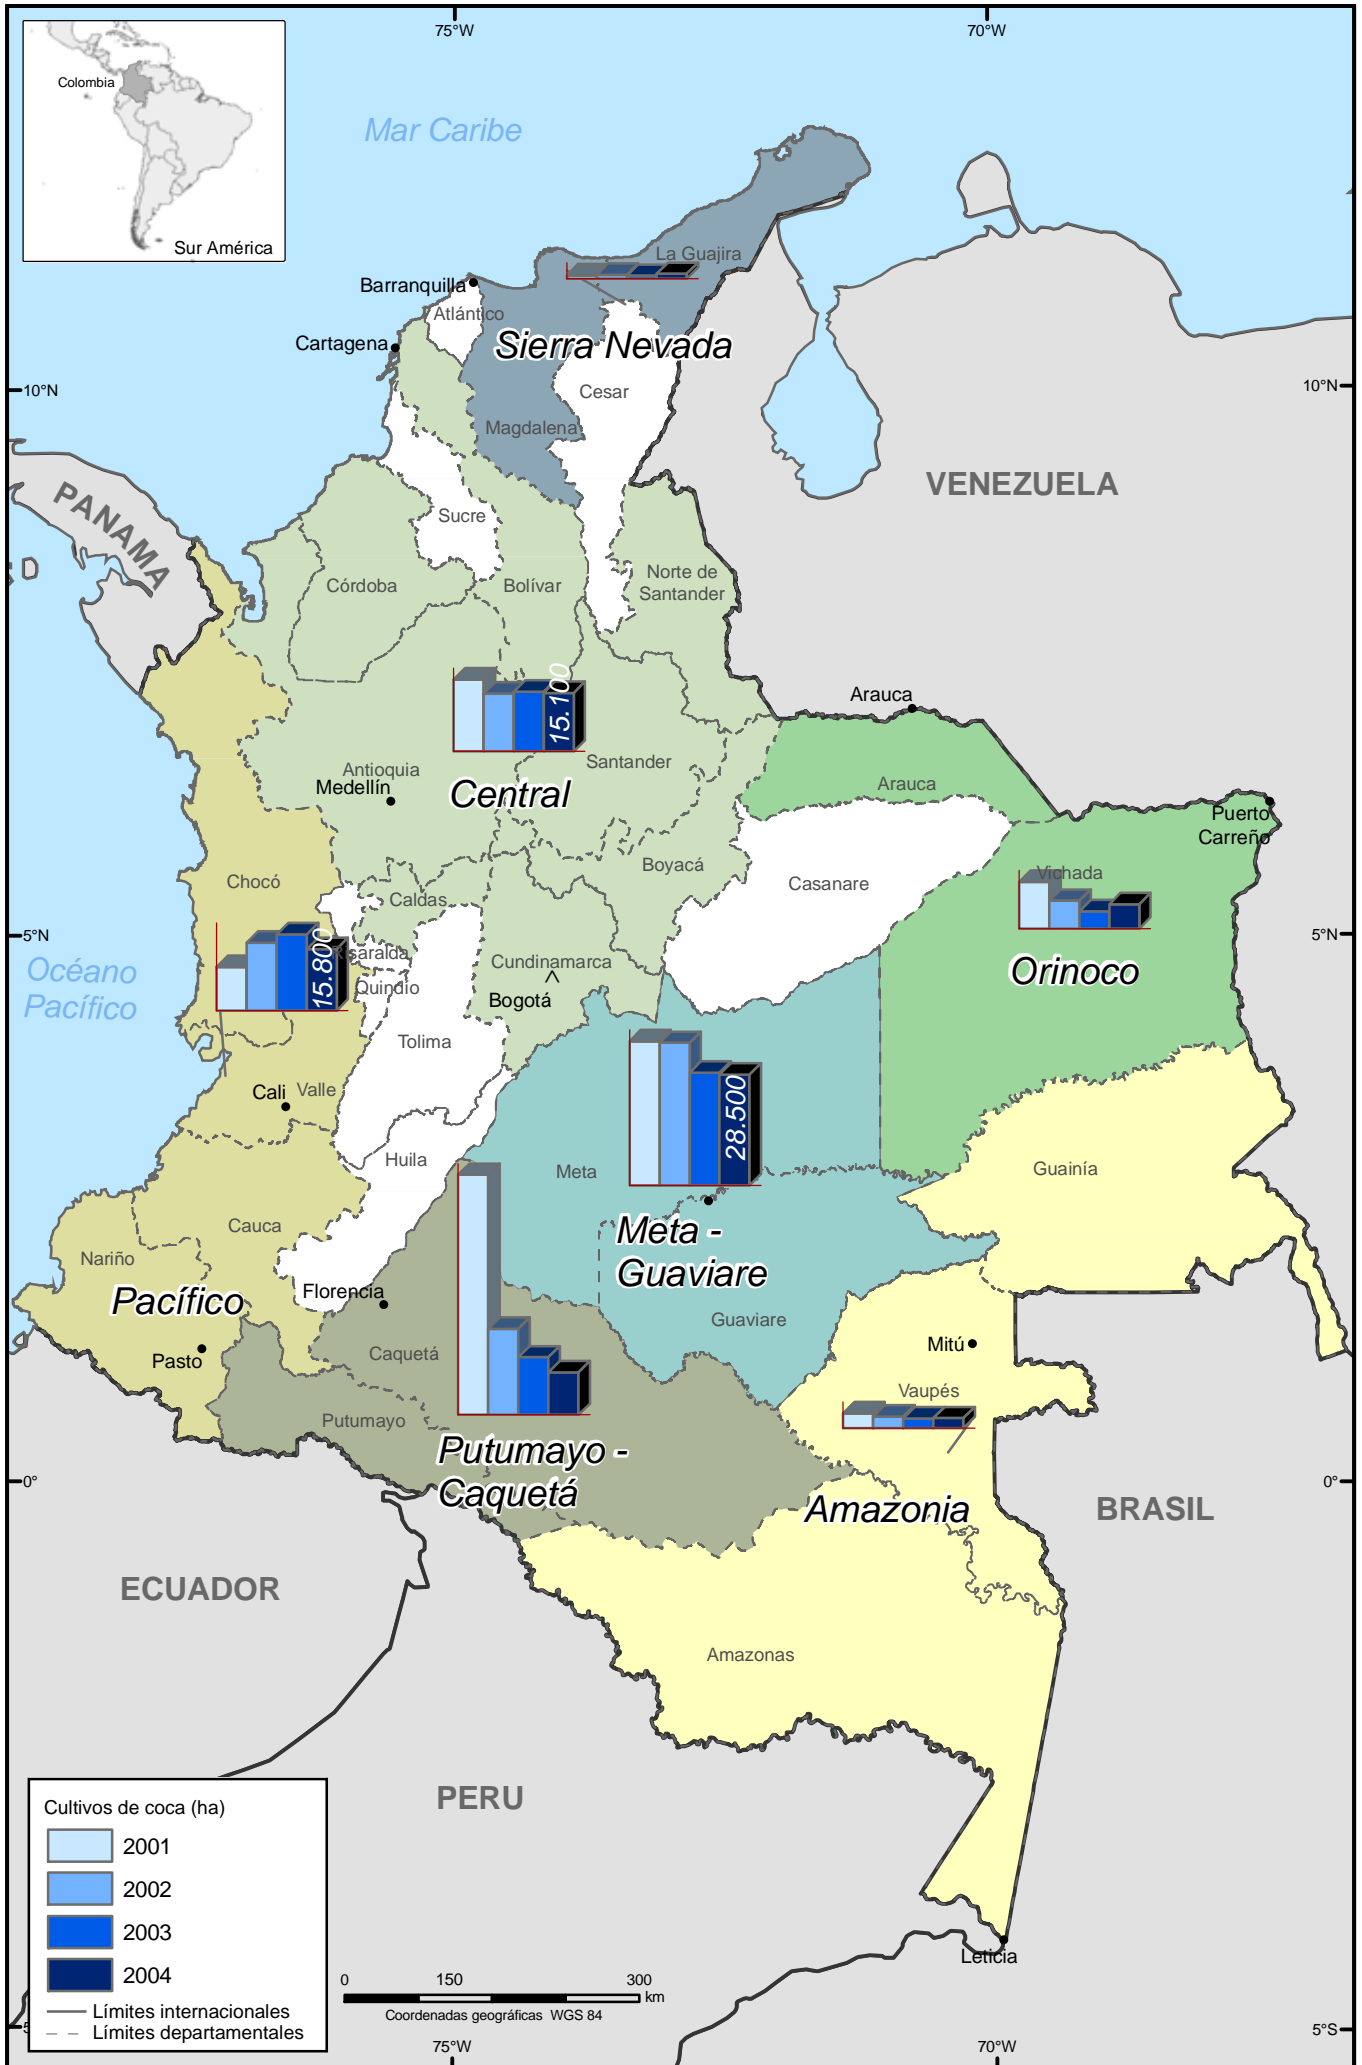 75°W
70°W
Colombia
Sur América
Mar Caribe
La Guajira
Barranquilla
Atlántico
Cartagena
Sierra Nevada
10°N
10°N
Cesar
Magdalena
VENEZUELA
PANAMA
Sucre
Córdoba
Bolívar
Norte de
Santander
15.100
Arauca
Antioquia
Medellín
Santander
Central
Arauca
Puerto
Carreño
Boyacá
Vichada
Chocó
Casanare
Caldas
5°N
5°N
Risaralda
15.800
Cundinamarca
Océano
Pacífico
Quindío
Bogotá
Orinoco
Tolima
Cali
Valle
28.500
Huila
Meta
Guainía
Cauca
Nariño
Meta -
Guaviare
Pacífico
Florencia
Guaviare
Pasto
Caquetá
Mitú
Vaupés
Putumayo
Putumayo -
Caquetá
0°
0°
Amazonia
BRASIL
ECUADOR
Amazonas
PERU
Cultivos de coca (ha)
2001
2002
2003
2004
Límites internacionales
Límites departamentales
0 150 300
km
Coordenadas geográficas WGS 84
Leticia
5°S
75°W
70°W